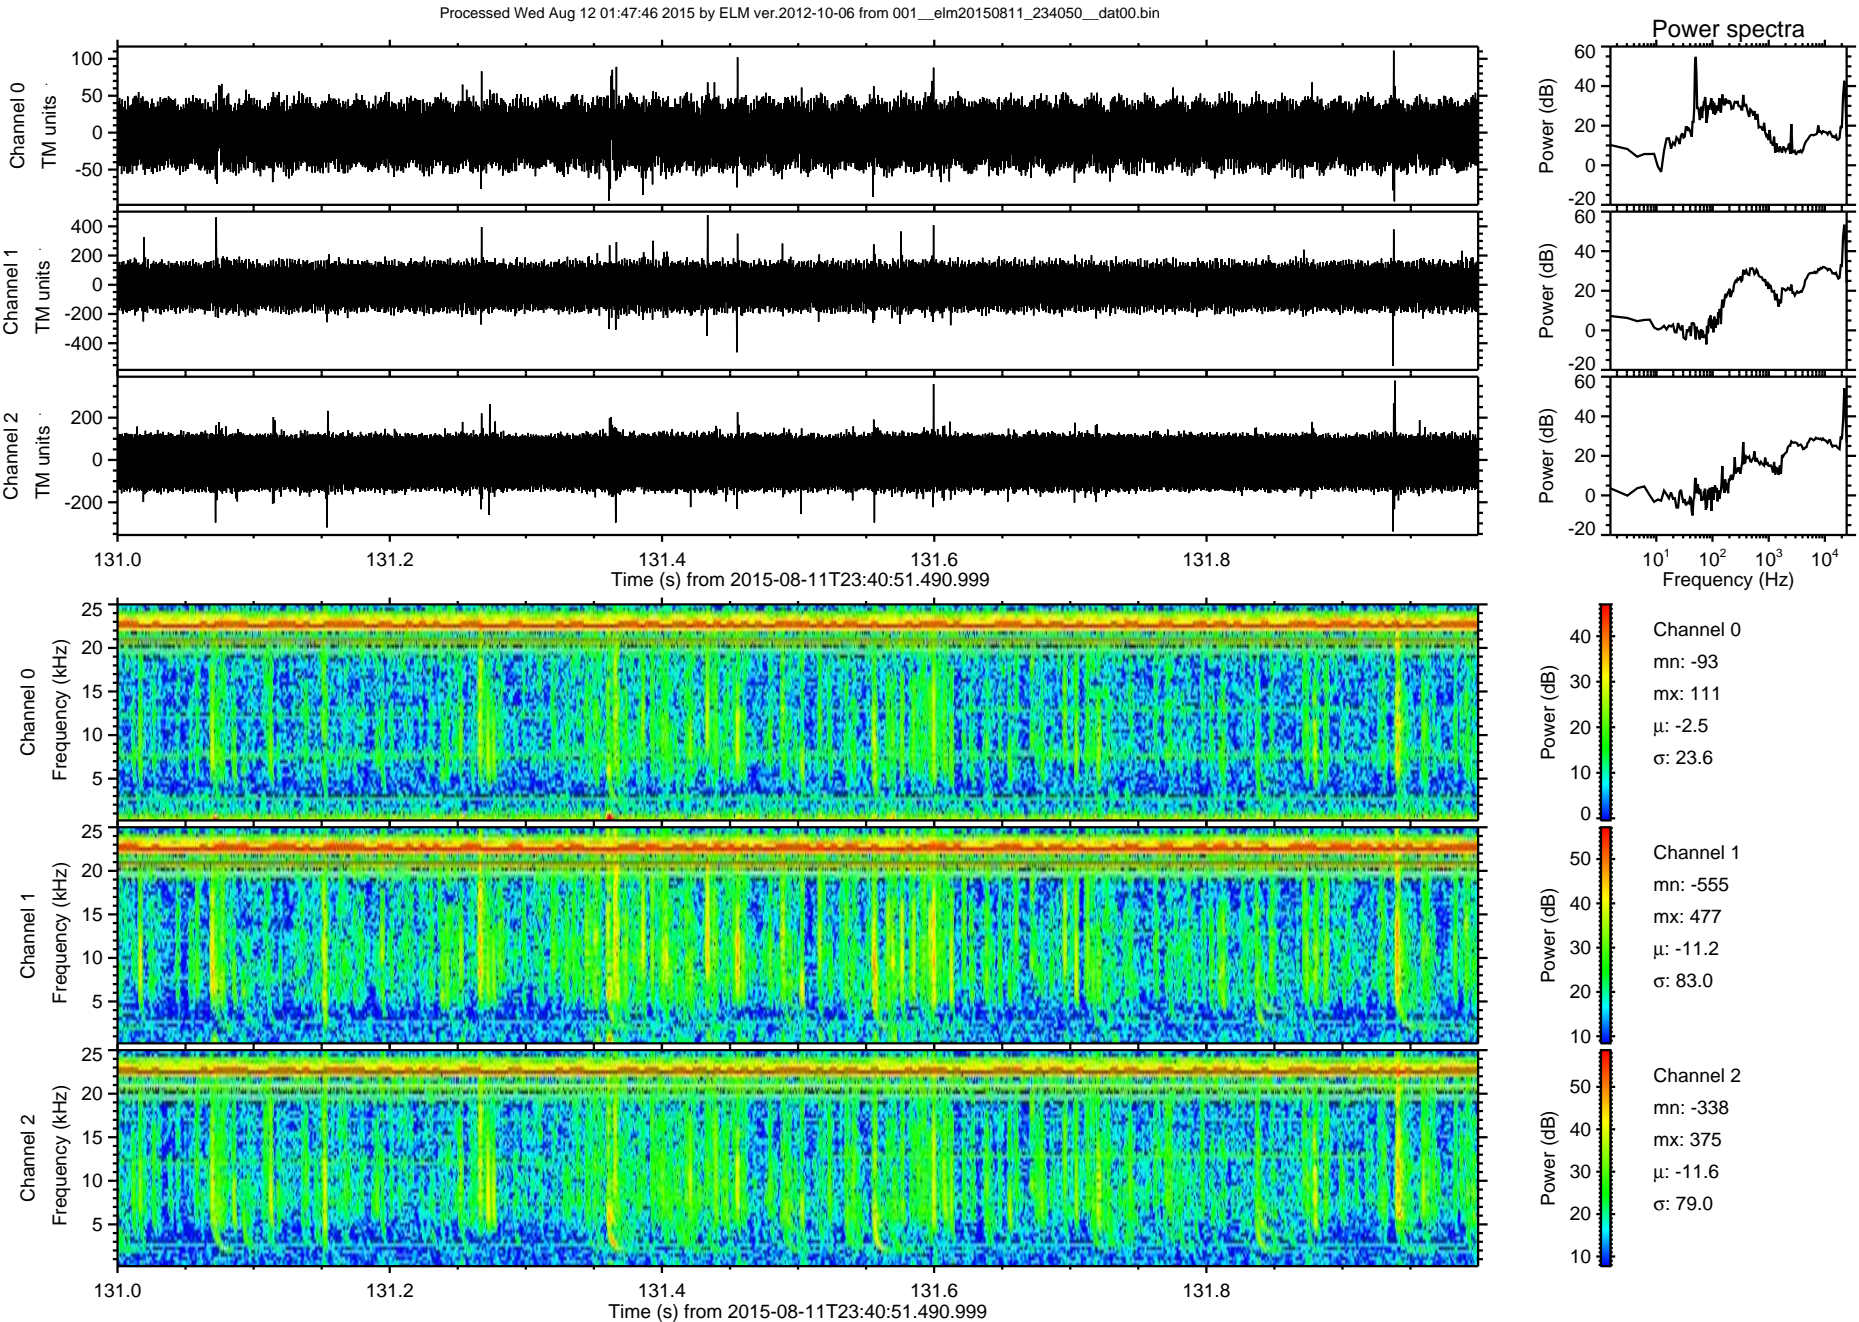 Processed Wed Aug 12 01:47:46 2015 by ELM ver.2012-10-06 from 001__elm20150811_234050__dat00.bin
Power spectra
Channel 0
TM units
100
50
0
-50
Power (dB)
60
40
20
0
-20
Channel 1
TM units
400
200
0
-200
-400
Power (dB)
60
40
20
0
-20
Channel 2
TM units
200
0
-200
Power (dB)
60
40
20
0
-20
131.0 131.2 131.4 131.6 131.8
Time (s) from 2015-08-11T23:40:51.490.999
10¹ 10² 10³ 10⁴
Frequency (Hz)
Channel 0
Frequency (kHz)
25
20
15
10
5
Power (dB)
40
30
20
10
0
Channel 0
mn: -93
mx: 111
μ: -2.5
σ: 23.6
Channel 1
Frequency (kHz)
25
20
15
10
5
Power (dB)
50
40
30
20
10
Channel 1
mn: -555
mx: 477
μ: -11.2
σ: 83.0
Channel 2
Frequency (kHz)
25
20
15
10
5
Power (dB)
50
40
30
20
10
Channel 2
mn: -338
mx: 375
μ: -11.6
σ: 79.0
131.0 131.2 131.4 131.6 131.8
Time (s) from 2015-08-11T23:40:51.490.999